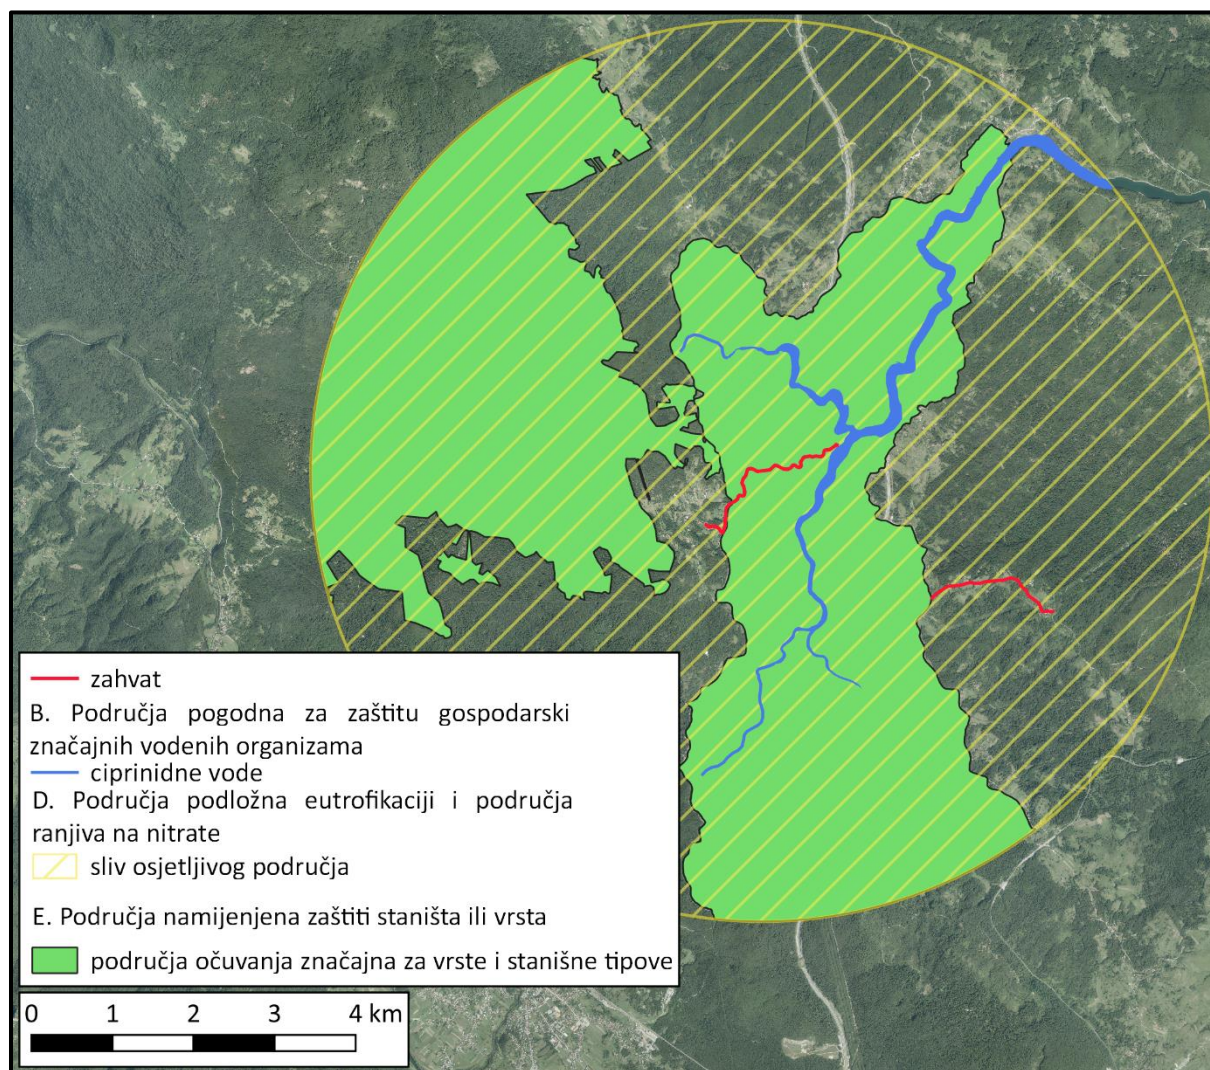 zahvat
B. Područja pogodna za zaštitu gospodarski
značajnih vodenih organizama
ciprinidne vode
D. Područja podložna eutrofikaciji i područja
ranjiva na nitrate
sliv osjetljivog područja
E. Područja namijenjena zaštiti staništa ili vrsta
područja očuvanja značajna za vrste i stanišne tipove
0 1 2 3 4 km